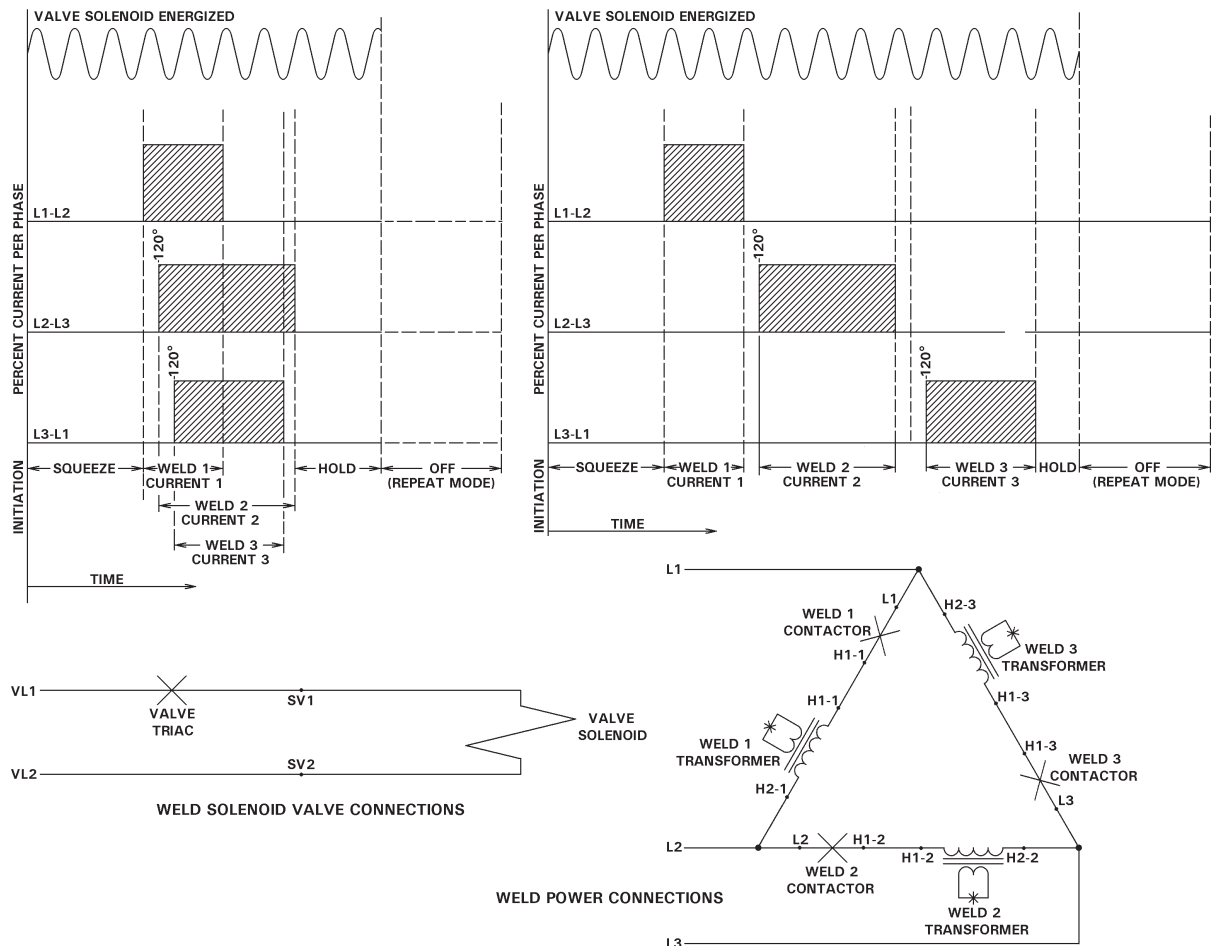 VALVE SOLENOID ENERGIZED
PERCENT CURRENT PER PHASE
L1-L2
120°
L2-L3
120°
L3-L1
INITIATION
SQUEEZE
WELD 1
CURRENT 1
HOLD
OFF
(REPEAT MODE)
WELD 2
CURRENT 2
WELD 3
CURRENT 3
TIME
VALVE SOLENOID ENERGIZED
PERCENT CURRENT PER PHASE
L1-L2
120°
L2-L3
120°
L3-L1
INITIATION
SQUEEZE
WELD 1
CURRENT 1
WELD 2
CURRENT 2
WELD 3
CURRENT 3
HOLD
OFF
(REPEAT MODE)
TIME
VL1
VALVE
TRIAC
SV1
VALVE
SOLENOID
VL2
SV2
WELD SOLENOID VALVE CONNECTIONS
L1
L1
WELD 1
CONTACTOR
H1-1
H1-1
WELD 1
TRANSFORMER
H2-1
H2-3
WELD 3
TRANSFORMER
H1-3
H1-3
WELD 3
CONTACTOR
L3
L2
L2
H1-2
WELD 2
CONTACTOR
H1-2
H2-2
WELD 2
TRANSFORMER
L3
WELD POWER CONNECTIONS